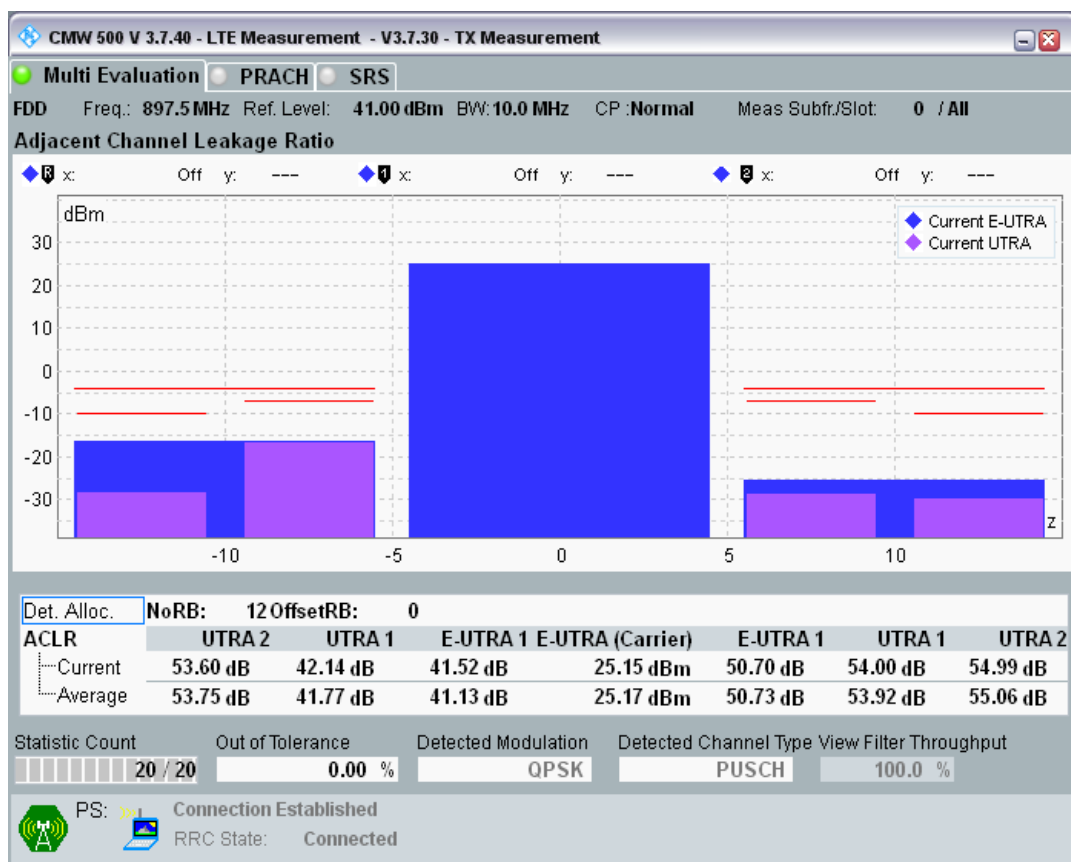 CMW 500 V 3.7.40 - LTE Measurement - V3.7.30 - TX Measurement
Multi Evaluation PRACH SRS
FDD Freq.: 897.5 MHz Ref. Level: 41.00 dBm BW: 10.0 MHz CP :Normal Meas Subfr./Slot: 0 / All
Adjacent Channel Leakage Ratio
R x: Off y: --- 1 x: Off y: --- 2 x: Off y: ---
dBm
Current E-UTRA
Current UTRA
30
20
10
0
-10
-20
-30
z
-10 -5 0 5 10
Det. Alloc. NoRB: 12 OffsetRB: 0
ACLR UTRA 2 UTRA 1 E-UTRA 1 E-UTRA (Carrier) E-UTRA 1 UTRA 1 UTRA 2
Current 53.60 dB 42.14 dB 41.52 dB 25.15 dBm 50.70 dB 54.00 dB 54.99 dB
Average 53.75 dB 41.77 dB 41.13 dB 25.17 dBm 50.73 dB 53.92 dB 55.06 dB
Statistic Count Out of Tolerance Detected Modulation Detected Channel Type View Filter Throughput
20 / 20 0.00 % QPSK PUSCH 100.0 %
PS: Connection Established
RRC State: Connected